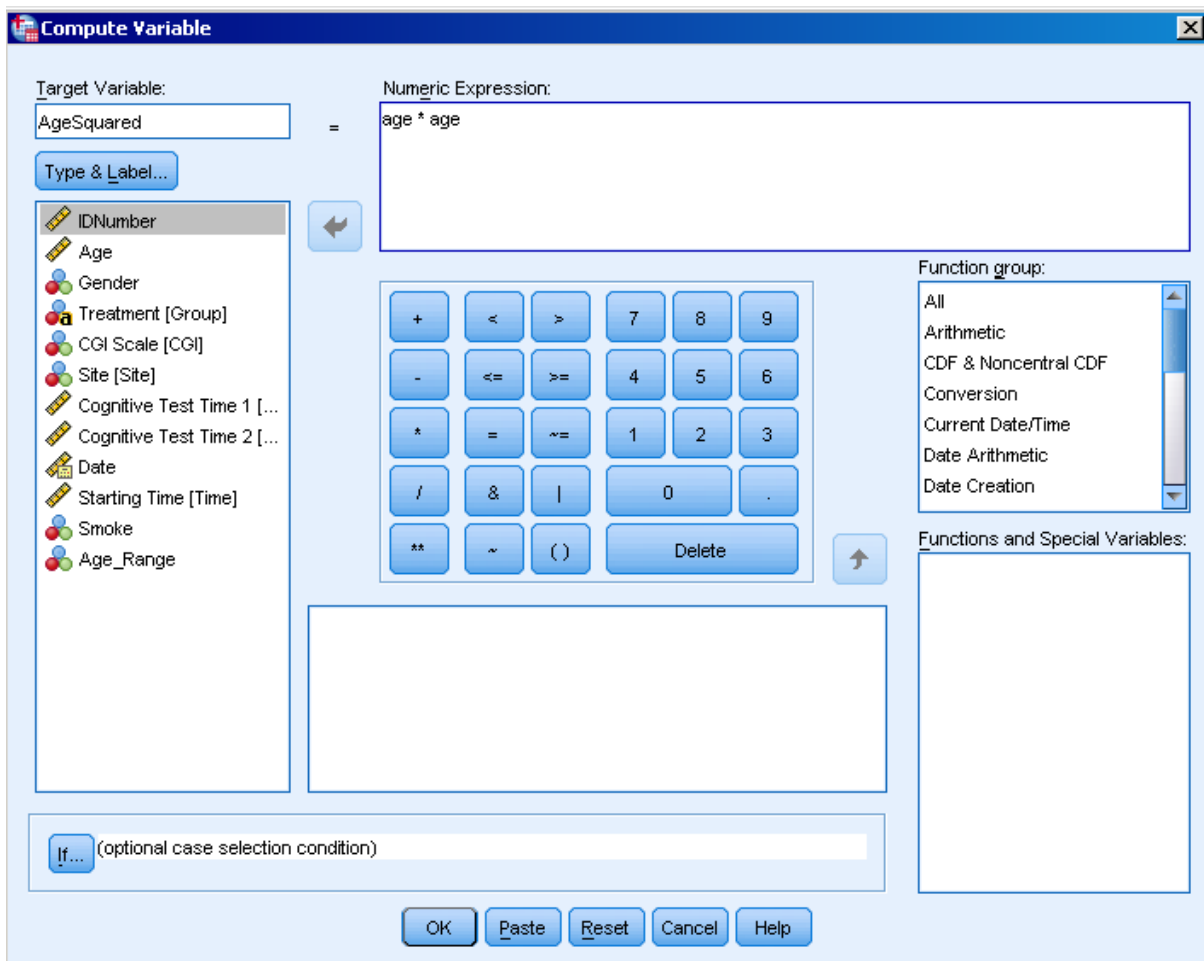 Compute Variable
Target Variable:
AgeSquared
=
Numeric Expression:
age * age
Type & Label...
IDNumber
Age
Gender
Treatment [Group]
CGI Scale [CGI]
Site [Site]
Cognitive Test Time 1 [...
Cognitive Test Time 2 [...
Date
Starting Time [Time]
Smoke
Age_Range
+ < > 7 8 9
- <= >= 4 5 6
* = ~= 1 2 3
/ & | 0 .
** ~ ( ) Delete
Function group:
All
Arithmetic
CDF & Noncentral CDF
Conversion
Current Date/Time
Date Arithmetic
Date Creation
Functions and Special Variables:
If... (optional case selection condition)
OK Paste Reset Cancel Help